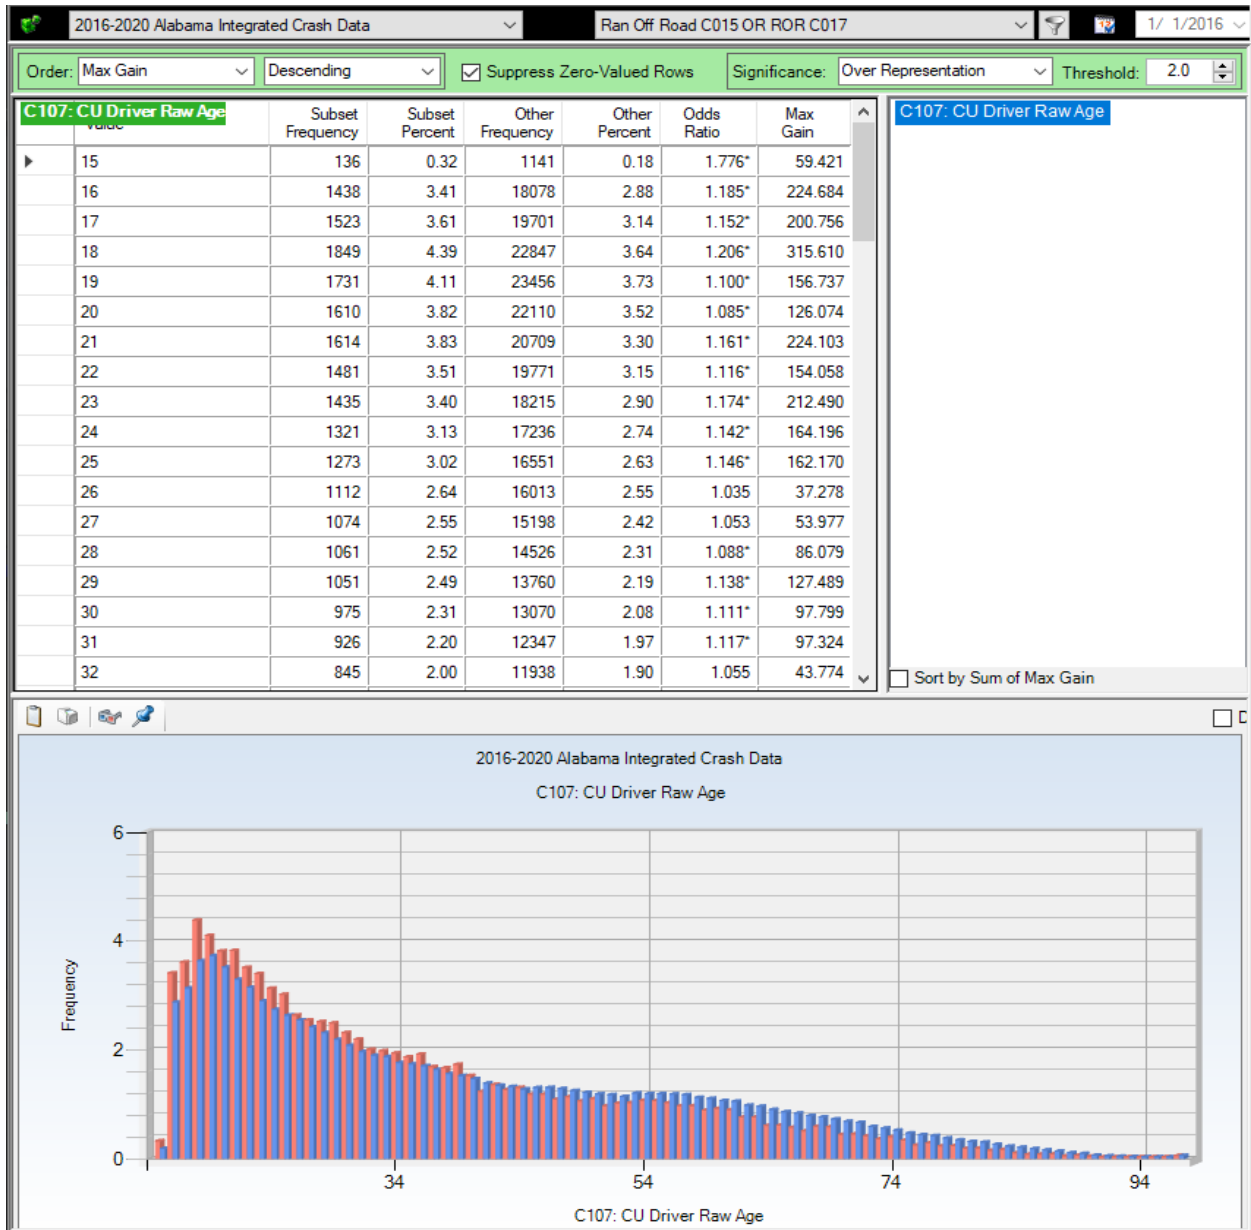 2016-2020 Alabama Integrated Crash Data Ran Off Road C015 OR ROR C017 1/ 1/2016
Order: Max Gain Descending Suppress Zero-Valued Rows Significance: Over Representation Threshold: 2.0
C107: CU Driver Raw Age Subset Frequency Subset Percent Other Frequency Other Percent Odds Ratio Max Gain
15 136 0.32 1141 0.18 1.776* 59.421
16 1438 3.41 18078 2.88 1.185* 224.684
17 1523 3.61 19701 3.14 1.152* 200.756
18 1849 4.39 22847 3.64 1.206* 315.610
19 1731 4.11 23456 3.73 1.100* 156.737
20 1610 3.82 22110 3.52 1.085* 126.074
21 1614 3.83 20709 3.30 1.161* 224.103
22 1481 3.51 19771 3.15 1.116* 154.058
23 1435 3.40 18215 2.90 1.174* 212.490
24 1321 3.13 17236 2.74 1.142* 164.196
25 1273 3.02 16551 2.63 1.146* 162.170
26 1112 2.64 16013 2.55 1.035 37.278
27 1074 2.55 15198 2.42 1.053 53.977
28 1061 2.52 14526 2.31 1.088* 86.079
29 1051 2.49 13760 2.19 1.138* 127.489
30 975 2.31 13070 2.08 1.111* 97.799
31 926 2.20 12347 1.97 1.117* 97.324
32 845 2.00 11938 1.90 1.055 43.774
C107: CU Driver Raw Age
Sort by Sum of Max Gain
D
2016-2020 Alabama Integrated Crash Data
C107: CU Driver Raw Age
Frequency
6
4
2
0
34 54 74 94
C107: CU Driver Raw Age